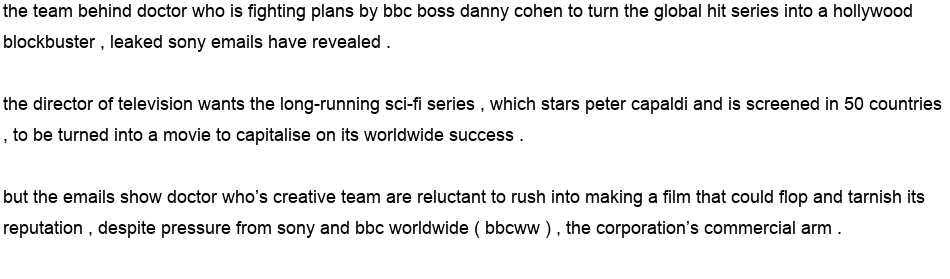 the team behind doctor who is fighting plans by bbc boss danny cohen to turn the global hit series into a hollywood
blockbuster , leaked sony emails have revealed .
the director of television wants the long-running sci-fi series , which stars peter capaldi and is screened in 50 countries
, to be turned into a movie to capitalise on its worldwide success .
but the emails show doctor who’s creative team are reluctant to rush into making a film that could flop and tarnish its
reputation , despite pressure from sony and bbc worldwide ( bbcww ) , the corporation’s commercial arm .